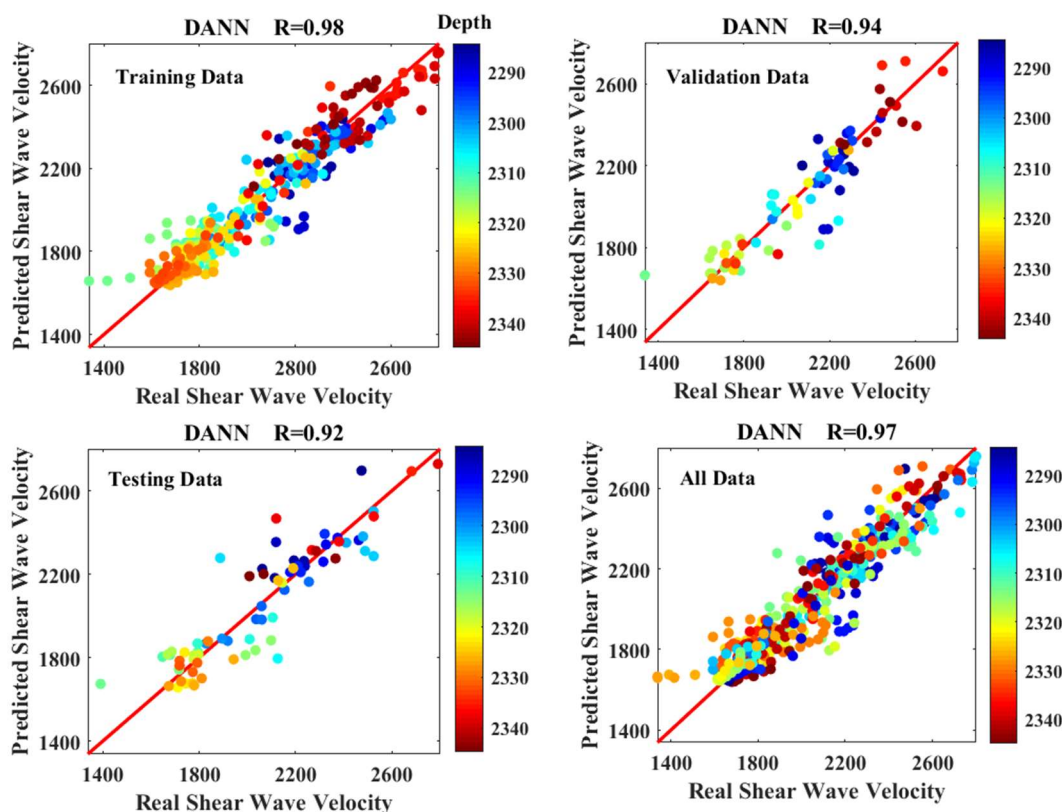 DANN R=0.98
Depth
Training Data
Predicted Shear Wave Velocity
2600
2200
1800
1400
1400 1800 2800 2600
Real Shear Wave Velocity
2290
2300
2310
2320
2330
2340
DANN R=0.94
Validation Data
Predicted Shear Wave Velocity
2600
2200
1800
1400
1400 1800 2200 2600
Real Shear Wave Velocity
2290
2300
2310
2320
2330
2340
DANN R=0.92
Testing Data
Predicted Shear Wave Velocity
2600
2200
1800
1400
1400 1800 2200 2600
Real Shear Wave Velocity
2290
2300
2310
2320
2330
2340
DANN R=0.97
All Data
Predicted Shear Wave Velocity
2600
2200
1800
1400
1400 1800 2200 2600
Real Shear Wave Velocity
2290
2300
2310
2320
2330
2340